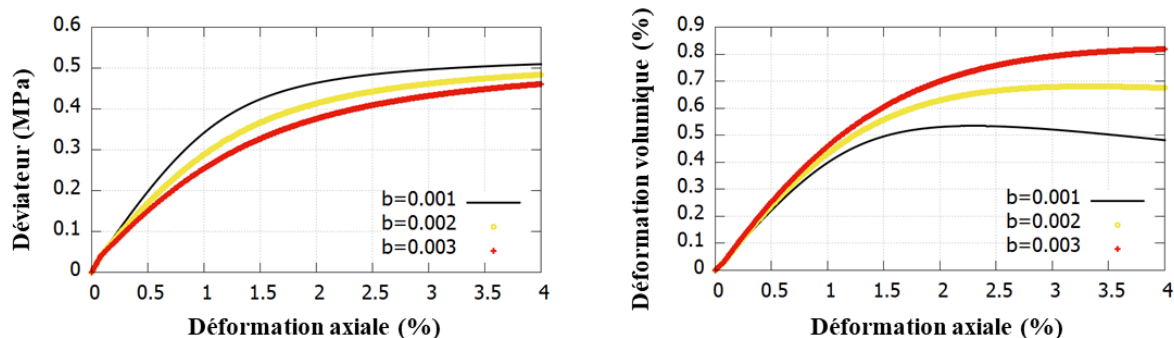 Déviateur (MPa)
0.6
0.5
0.4
0.3
0.2
0.1
0
b=0.001
b=0.002
b=0.003
0 0.5 1 1.5 2 2.5 3 3.5 4
Déformation axiale (%)
Déformation volumique (%)
0.9
0.8
0.7
0.6
0.5
0.4
0.3
0.2
0.1
0
b=0.001
b=0.002
b=0.003
0 0.5 1 1.5 2 2.5 3 3.5 4
Déformation axiale (%)